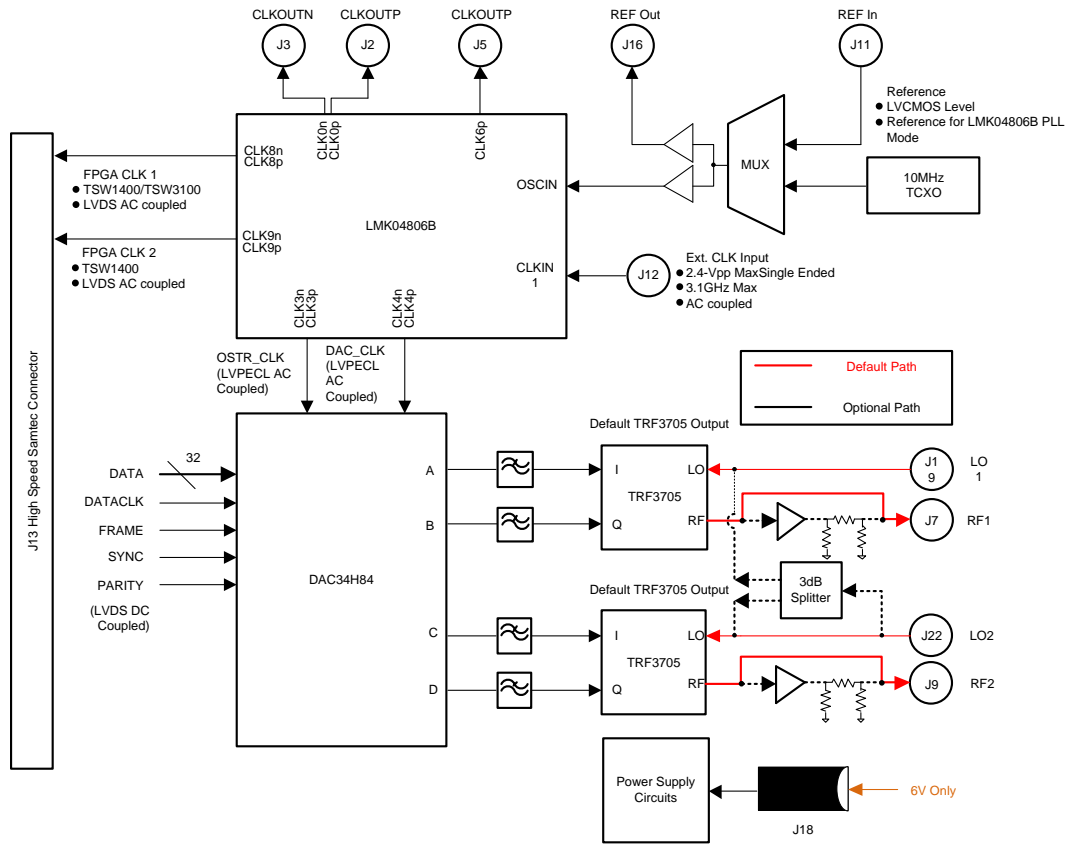 CLKOUTN
CLKOUTP
CLKOUTP
REF Out
REF In
J3
J2
J5
J16
J11
Reference
● LVCMOS Level
● Reference for LMK04806B PLL
Mode
MUX
10MHz
TCXO
CLK0n
CLK0p
CLK6p
CLK8n
CLK8p
OSCIN
FPGA CLK 1
● TSW1400/TSW3100
● LVDS AC coupled
LMK04806B
CLK9n
CLK9p
FPGA CLK 2
● TSW1400
● LVDS AC coupled
CLKIN
1
J12
Ext. CLK Input
● 2.4-Vpp MaxSingle Ended
● 3.1GHz Max
● AC coupled
CLK3n
CLK3p
CLK4n
CLK4p
OSTR_CLK
(LVPECL AC
Coupled)
DAC_CLK
(LVPECL
AC
Coupled)
J13 High Speed Samtec Connector
Default Path
Optional Path
DATA
32
DATACLK
FRAME
SYNC
PARITY
(LVDS DC
Coupled)
DAC34H84
A
B
C
D
Default TRF3705 Output
I
LO
TRF3705
Q
RF
J1
9
LO
1
J7
RF1
3dB
Splitter
Default TRF3705 Output
I
LO
TRF3705
Q
RF
J22
LO2
J9
RF2
Power Supply
Circuits
6V Only
J18